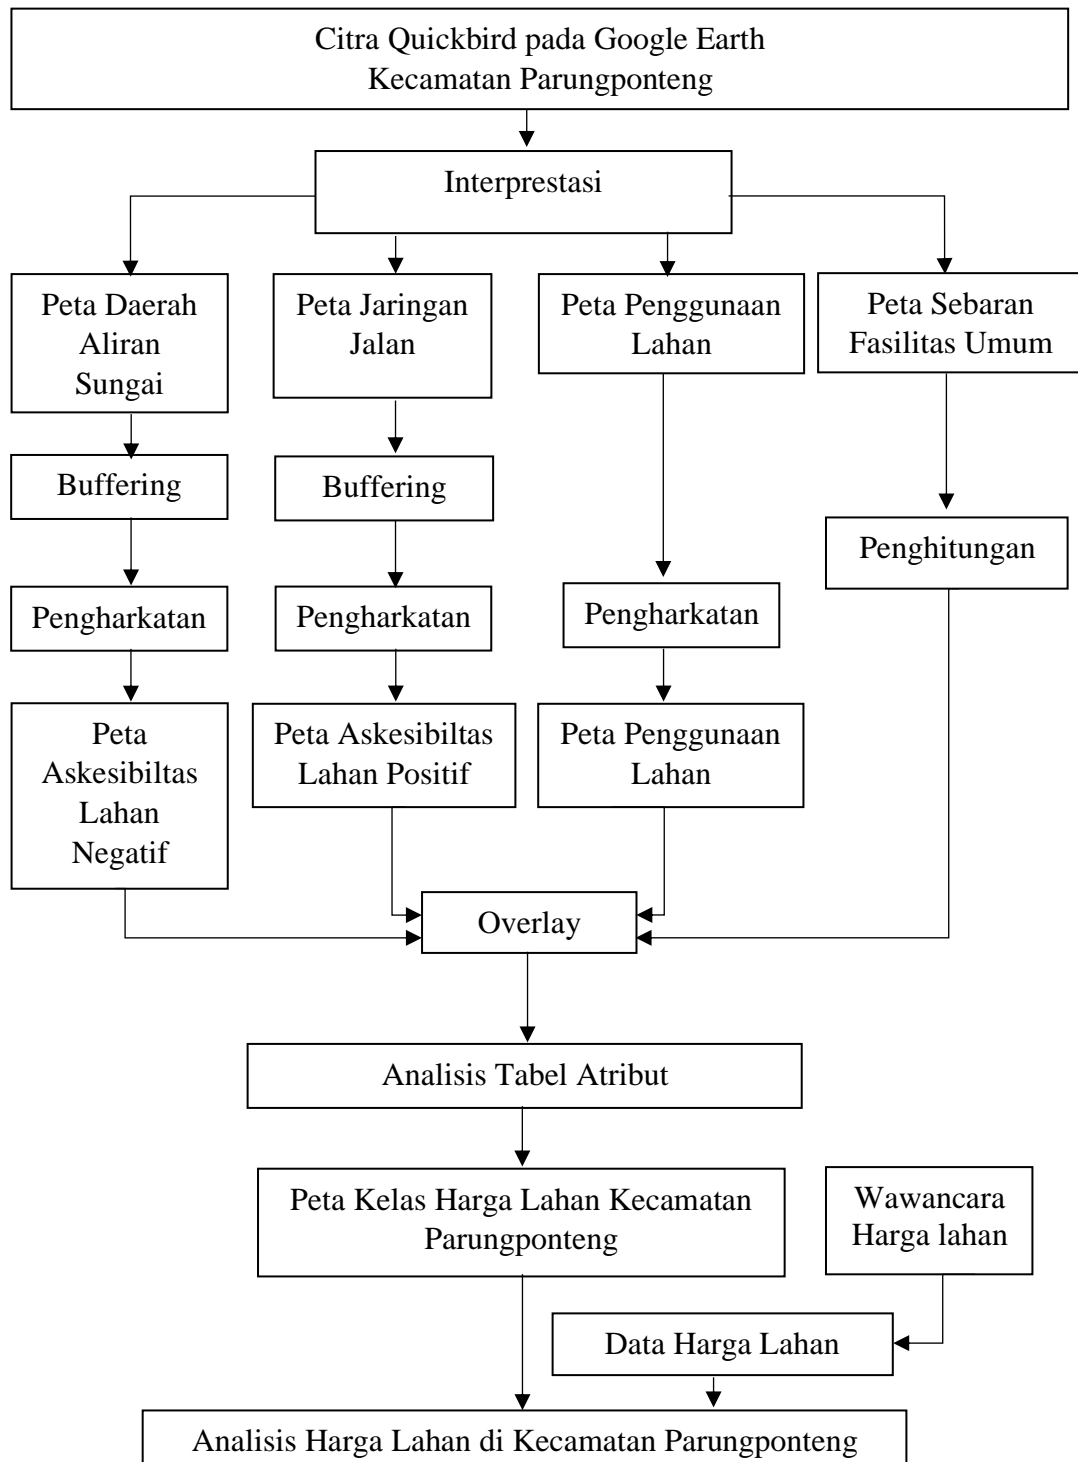 Citra Quickbird pada Google Earth
Kecamatan Parungponteng
Interprestasi
Peta Daerah
Aliran
Sungai
Peta Jaringan
Jalan
Peta Penggunaan
Lahan
Peta Sebaran
Fasilitas Umum
Buffering
Buffering
Penghitungan
Pengharkatan
Pengharkatan
Pengharkatan
Peta
Askesibiltas
Lahan
Negatif
Peta Askesibiltas
Lahan Positif
Peta Penggunaan
Lahan
Overlay
Analisis Tabel Atribut
Peta Kelas Harga Lahan Kecamatan
Parungponteng
Wawancara
Harga lahan
Data Harga Lahan
Analisis Harga Lahan di Kecamatan Parungponteng